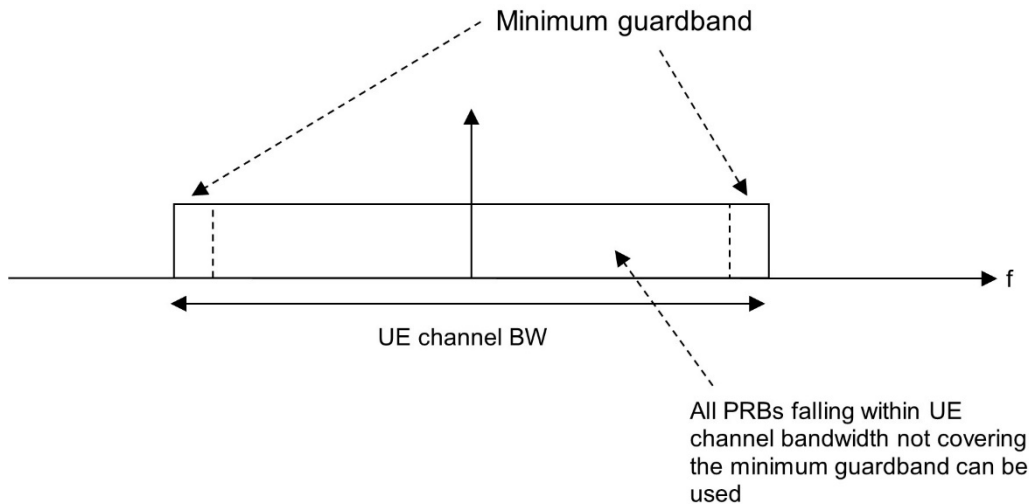 Minimum guardband
f
UE channel BW
All PRBs falling within UE
channel bandwidth not covering
the minimum guardband can be
used